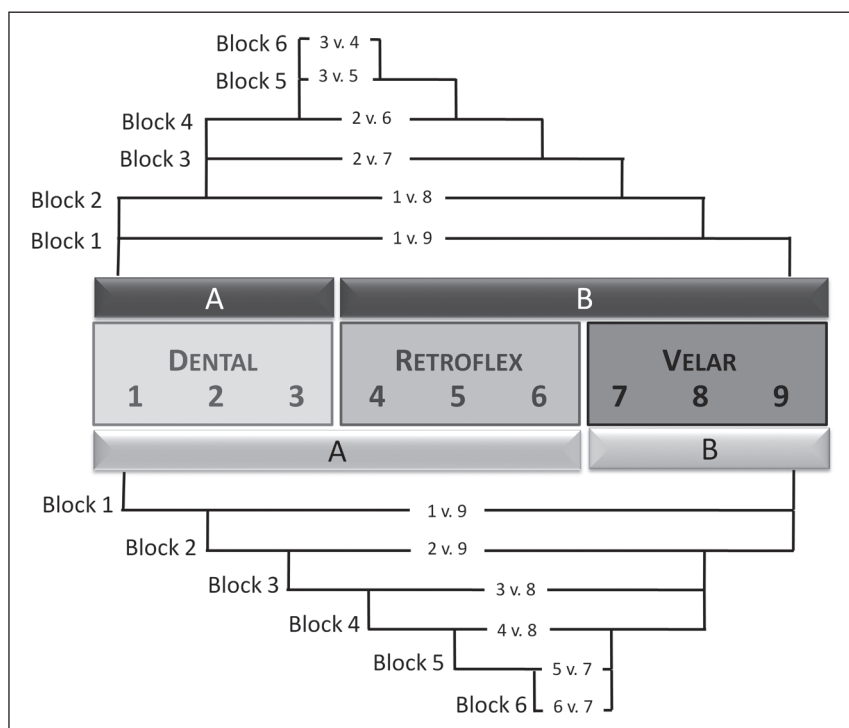 Block 6 3 v. 4
Block 5 3 v. 5
Block 4 2 v. 6
Block 3 2 v. 7
Block 2 1 v. 8
Block 1 1 v. 9
A B
DENTAL RETROFLEX VELAR
1 2 3 4 5 6 7 8 9
A B
Block 1 1 v. 9
Block 2 2 v. 9
Block 3 3 v. 8
Block 4 4 v. 8
Block 5 5 v. 7
Block 6 6 v. 7